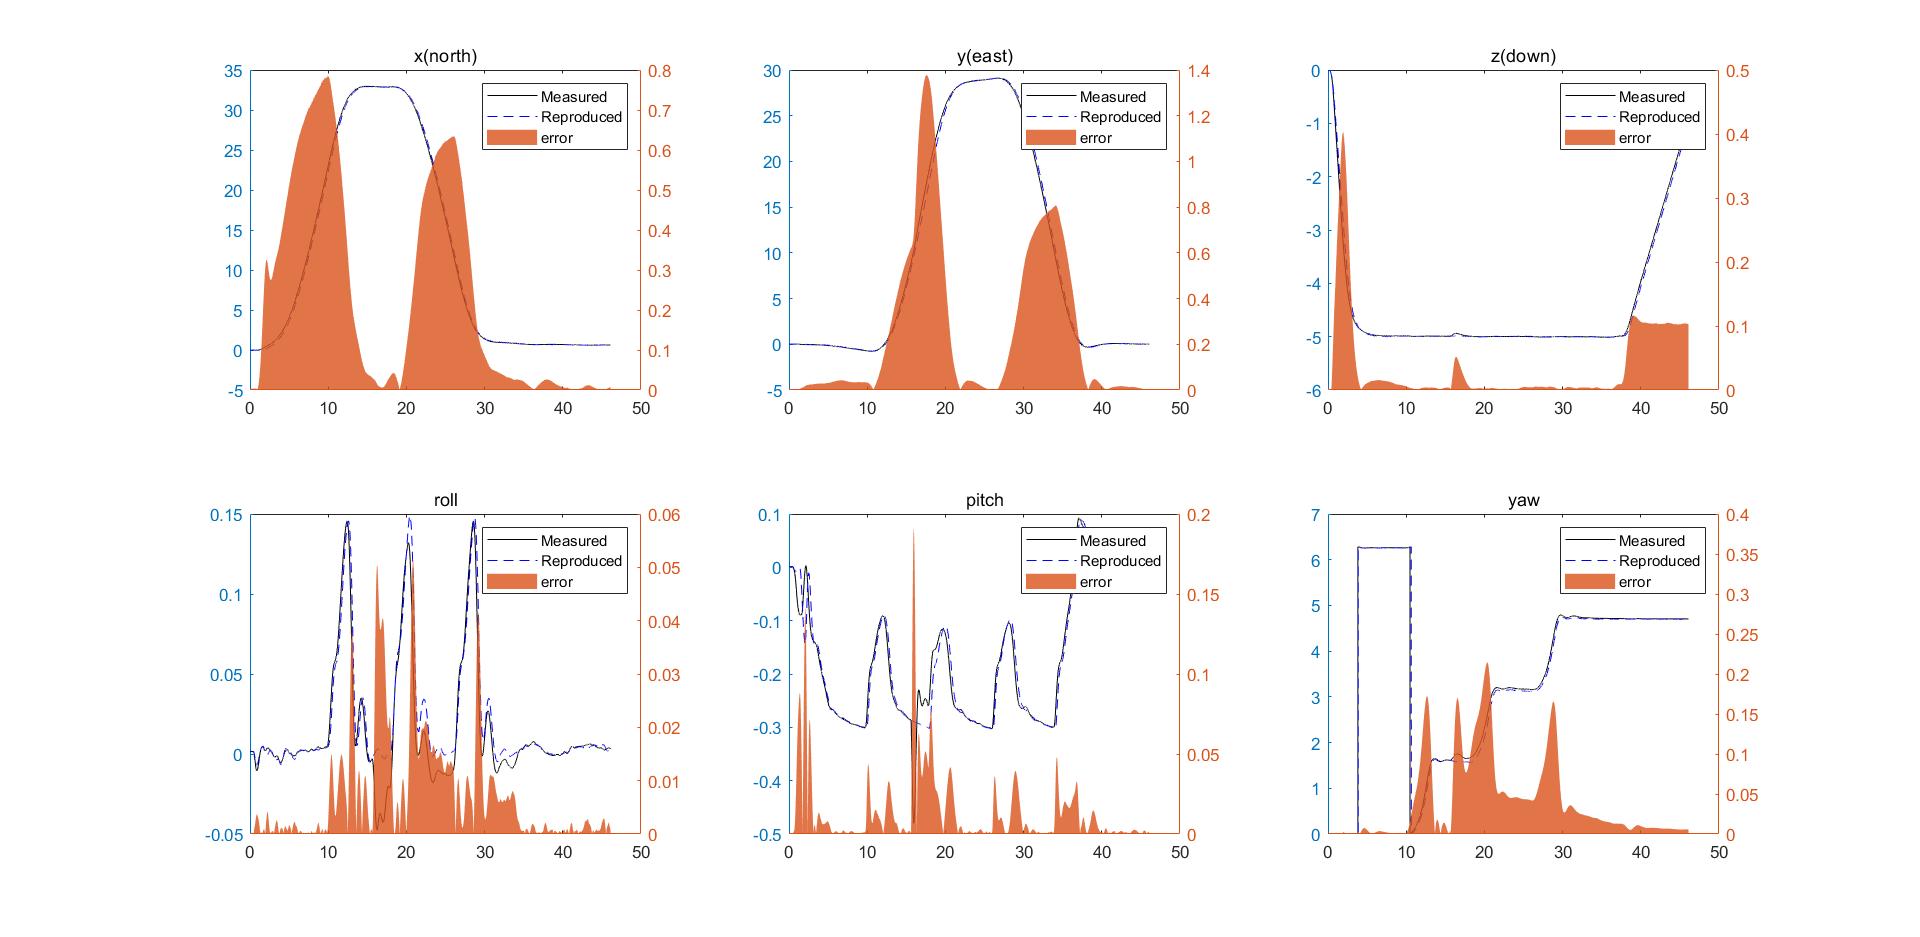 x(north)
35
30
25
20
15
10
5
0
-5
0.8
0.7
0.6
0.5
0.4
0.3
0.2
0.1
0
0 10 20 30 40 50
Measured
Reproduced
error
y(east)
30
25
20
15
10
5
0
-5
1.4
1.2
1
0.8
0.6
0.4
0.2
0
0 10 20 30 40 50
Measured
Reproduced
error
z(down)
0
-1
-2
-3
-4
-5
-6
0.5
0.4
0.3
0.2
0.1
0
0 10 20 30 40 50
Measured
Reproduced
error
roll
0.15
0.1
0.05
0
-0.05
0.06
0.05
0.04
0.03
0.02
0.01
0
0 10 20 30 40 50
Measured
Reproduced
error
pitch
0.1
0
-0.1
-0.2
-0.3
-0.4
-0.5
0.2
0.15
0.1
0.05
0
0 10 20 30 40 50
Measured
Reproduced
error
yaw
7
6
5
4
3
2
1
0
0.4
0.35
0.3
0.25
0.2
0.15
0.1
0.05
0
0 10 20 30 40 50
Measured
Reproduced
error